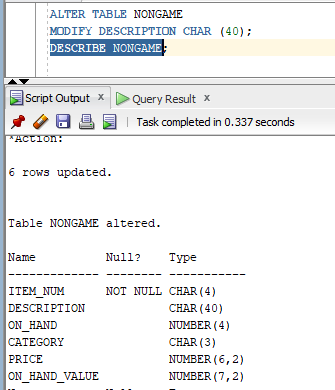 ALTER TABLE NONGAME
MODIFY DESCRIPTION CHAR (40);
DESCRIBE NONGAME;
Script Output x Query Result x
Task completed in 0.337 seconds
*Action:
6 rows updated.
Table NONGAME altered.
Name Null? Type
------------- -------- -----------
ITEM_NUM NOT NULL CHAR(4)
DESCRIPTION CHAR(40)
ON_HAND NUMBER(4)
CATEGORY CHAR(3)
PRICE NUMBER(6,2)
ON_HAND_VALUE NUMBER(7,2)